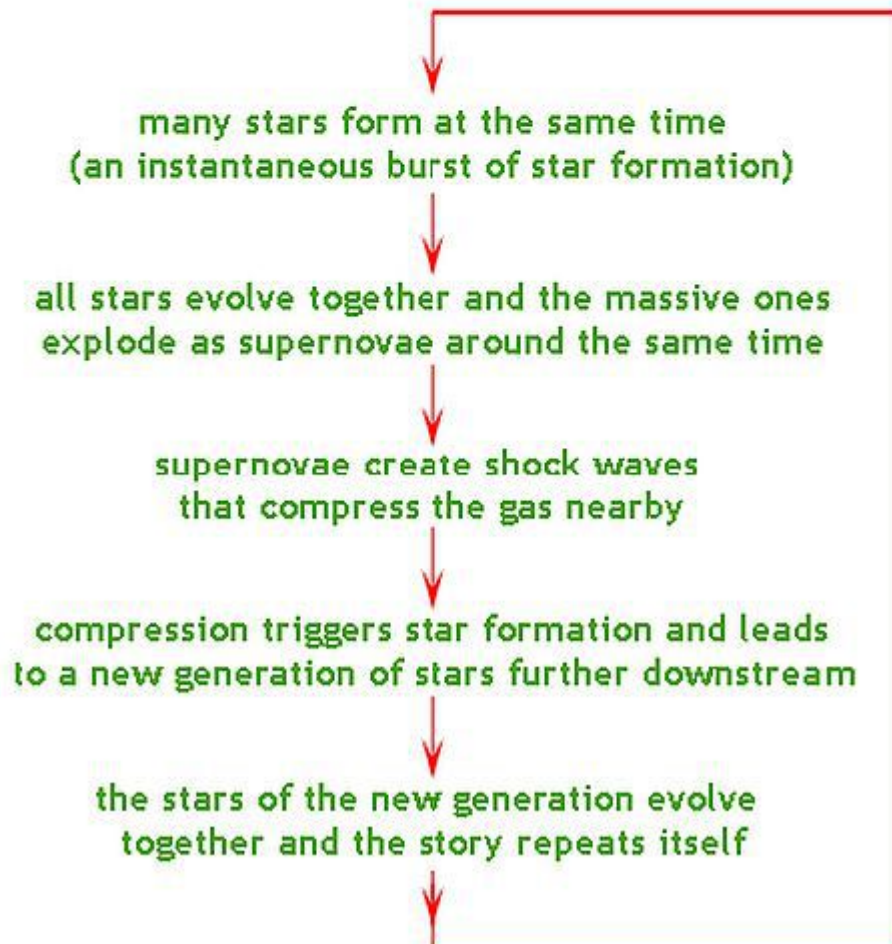 many stars form at the same time
(an instantaneous burst of star formation)
all stars evolve together and the massive ones
explode as supernovae around the same time
supernovae create shock waves
that compress the gas nearby
compression triggers star formation and leads
to a new generation of stars further downstream
the stars of the new generation evolve
together and the story repeats itself